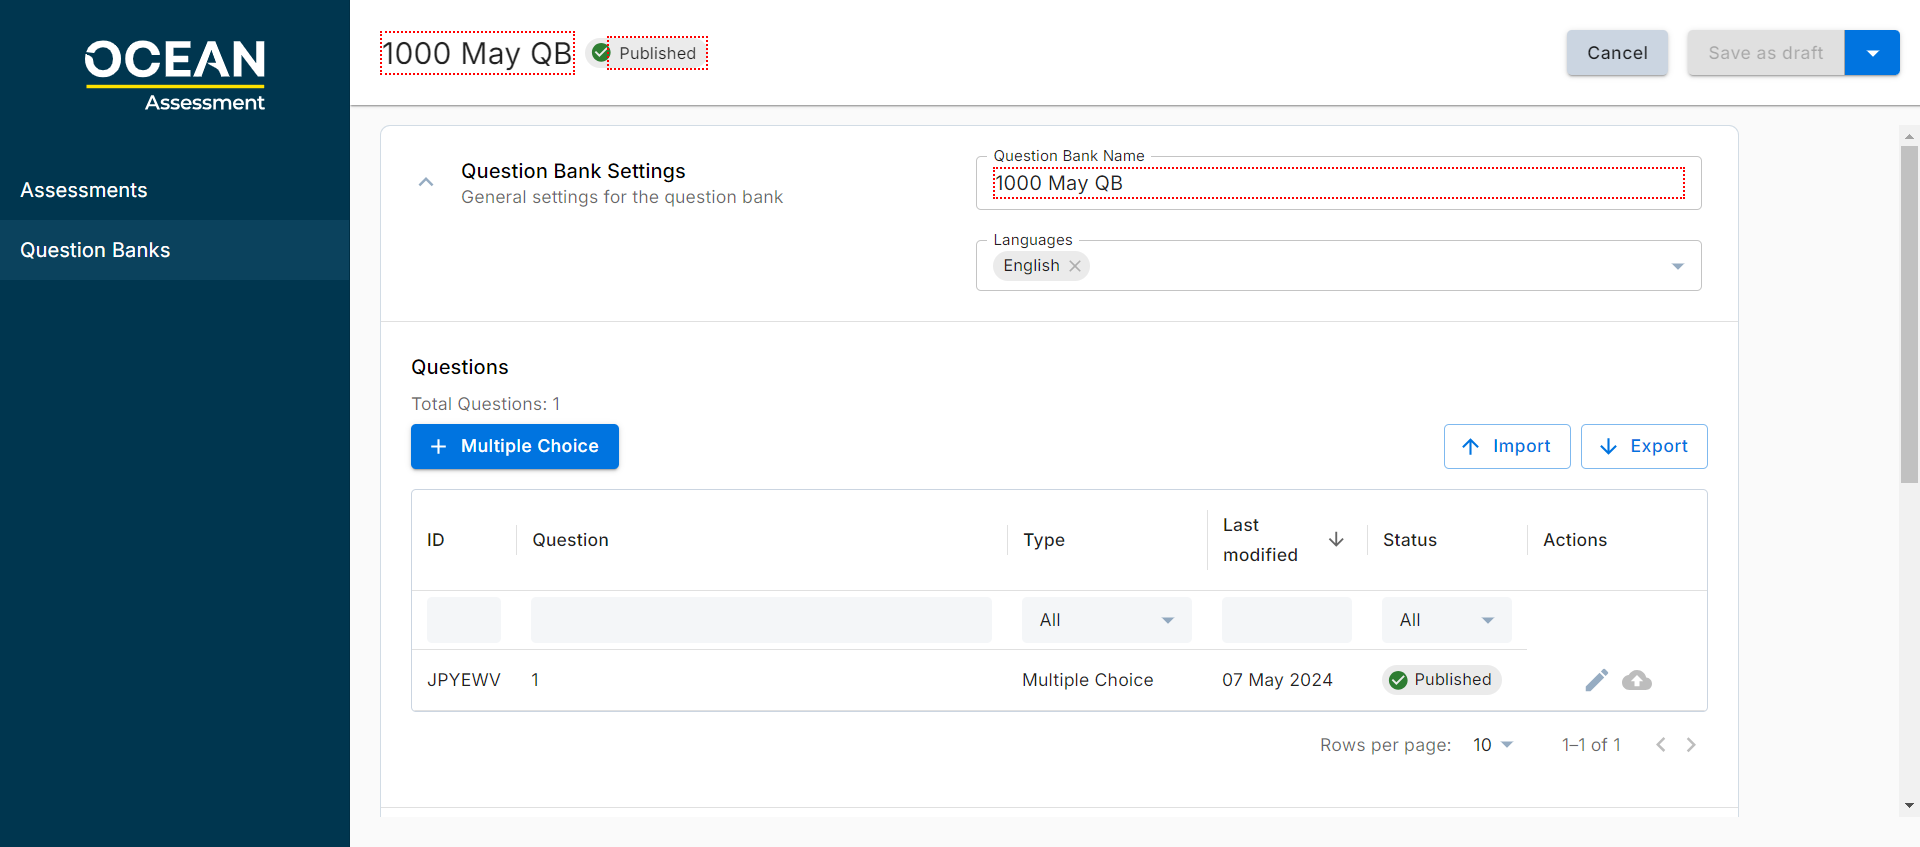 OCEAN
Assessment
Assessments
Question Banks
1000 May QB
Published
Cancel
Save as draft
Question Bank Settings
General settings for the question bank
Question Bank Name
1000 May QB
Languages
English
Questions
Total Questions: 1
Multiple Choice
Import
Export
ID
Question
Type
Last
modified
Status
Actions
All
All
JPYEWV
1
Multiple Choice
07 May 2024
Published
Rows per page:
10
1–1 of 1